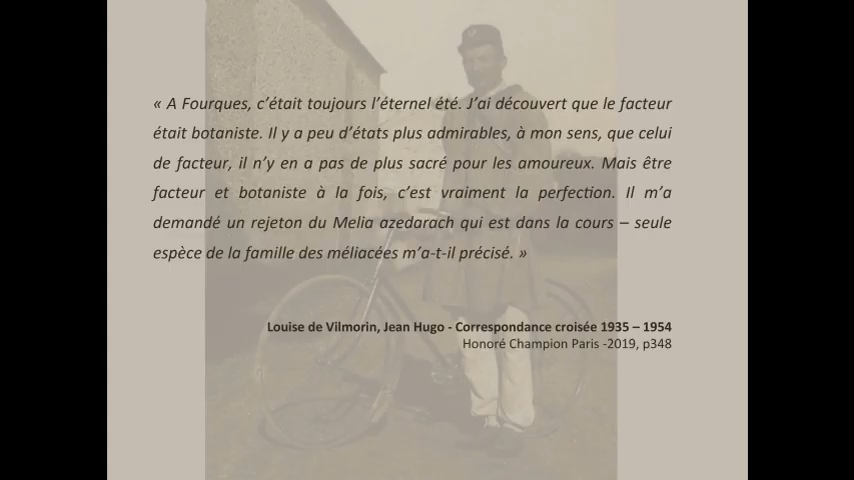 « A Fourques, c’était toujours l’éternel été. J’ai découvert que le facteur
était botaniste. Il y a peu d’états plus admirables, à mon sens, que celui
de facteur, il n’y en a pas de plus sacré pour les amoureux. Mais être
facteur et botaniste à la fois, c’est vraiment la perfection. Il m’a
demandé un rejeton du Melia azedarach qui est dans la cours – seule
espèce de la famille des méliacées m’a-t-il précisé. »
Louise de Vilmorin, Jean Hugo - Correspondance croisée 1935 – 1954
Honoré Champion Paris -2019, p348